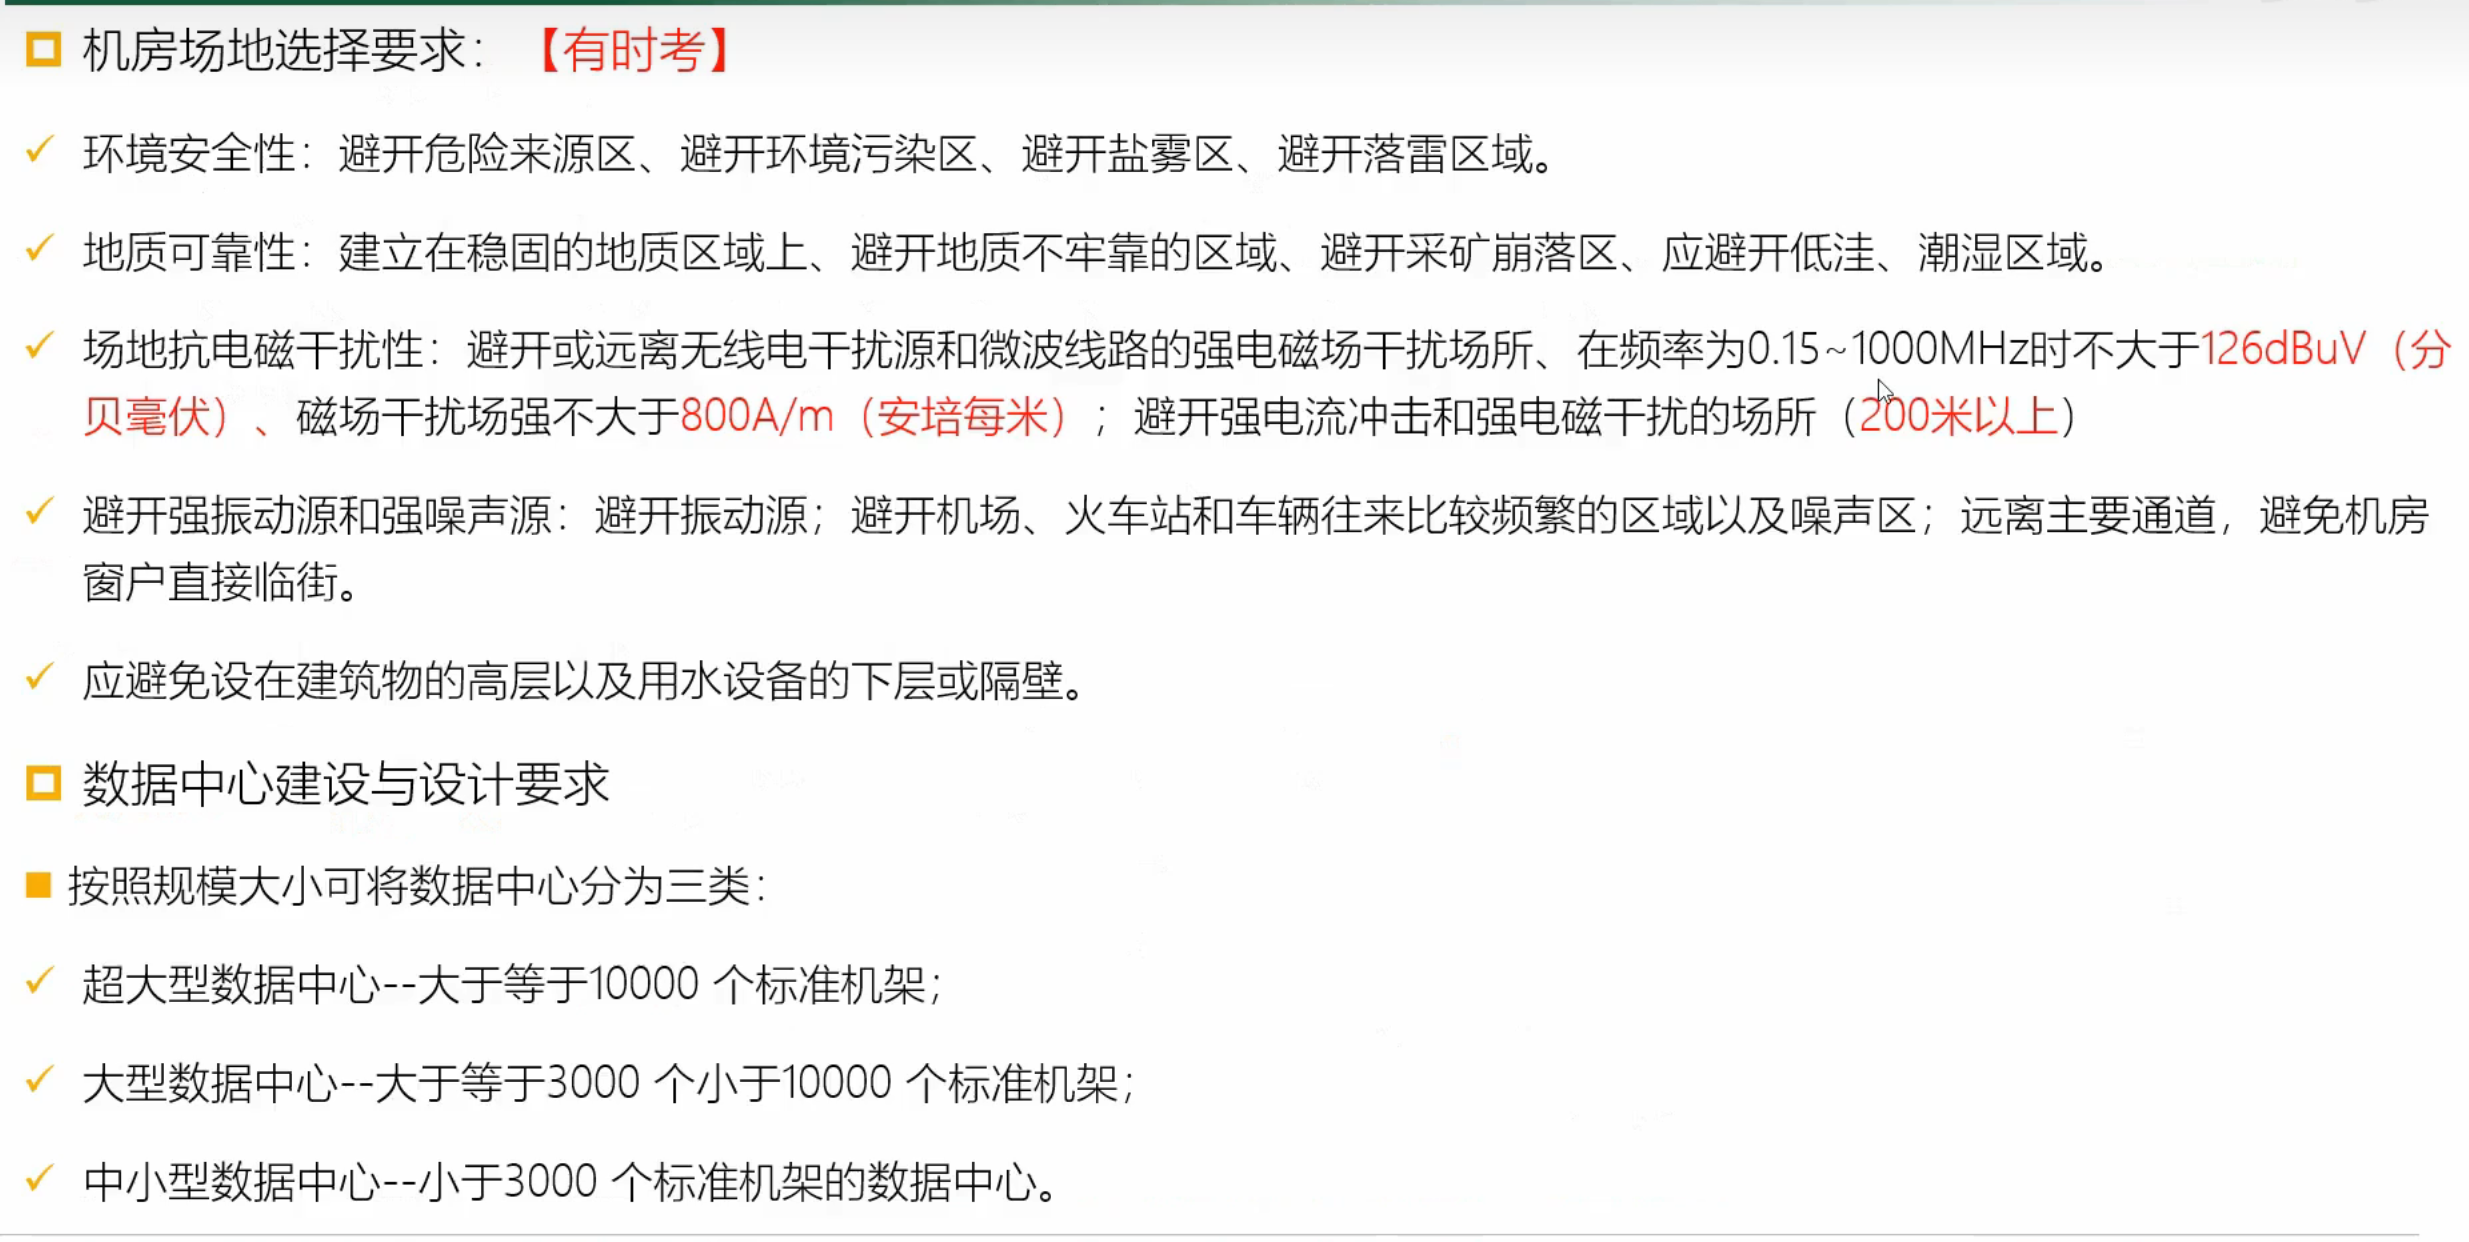 机房场地选择要求：【有时考】
环境安全性：避开危险来源区、避开环境污染区、避开盐雾区、避开落雷区域。
地质可靠性：建立在稳固的地质区域上、避开地质不牢靠的区域、避开采矿崩落区、应避开低洼、潮湿区域。
场地抗电磁干扰性：避开或远离无线电干扰源和微波线路的强电磁场干扰场所、在频率为0.15~1000MHz时不大于126dBuV（分
贝毫伏）、磁场干扰场强不大于800A/m（安培每米）；避开强电流冲击和强电磁干扰的场所（200米以上）
避开强振动源和强噪声源：避开振动源；避开机场、火车站和车辆往来比较频繁的区域以及噪声区；远离主要通道，避免机房
窗户直接临街。
应避免设在建筑物的高层以及用水设备的下层或隔壁。
数据中心建设与设计要求
按照规模大小可将数据中心分为三类：
超大型数据中心--大于等于10000 个标准机架；
大型数据中心--大于等于3000 个小于10000 个标准机架；
中小型数据中心--小于3000 个标准机架的数据中心。